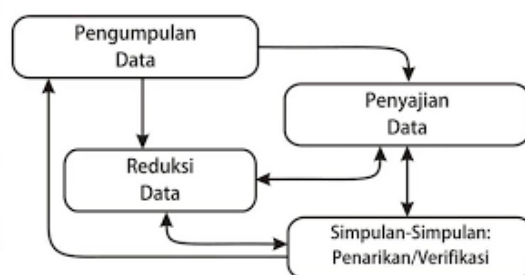 Pengumpulan
Data
Penyajian
Data
Reduksi
Data
Simpulan-Simpulan:
Penarikan/Verifikasi